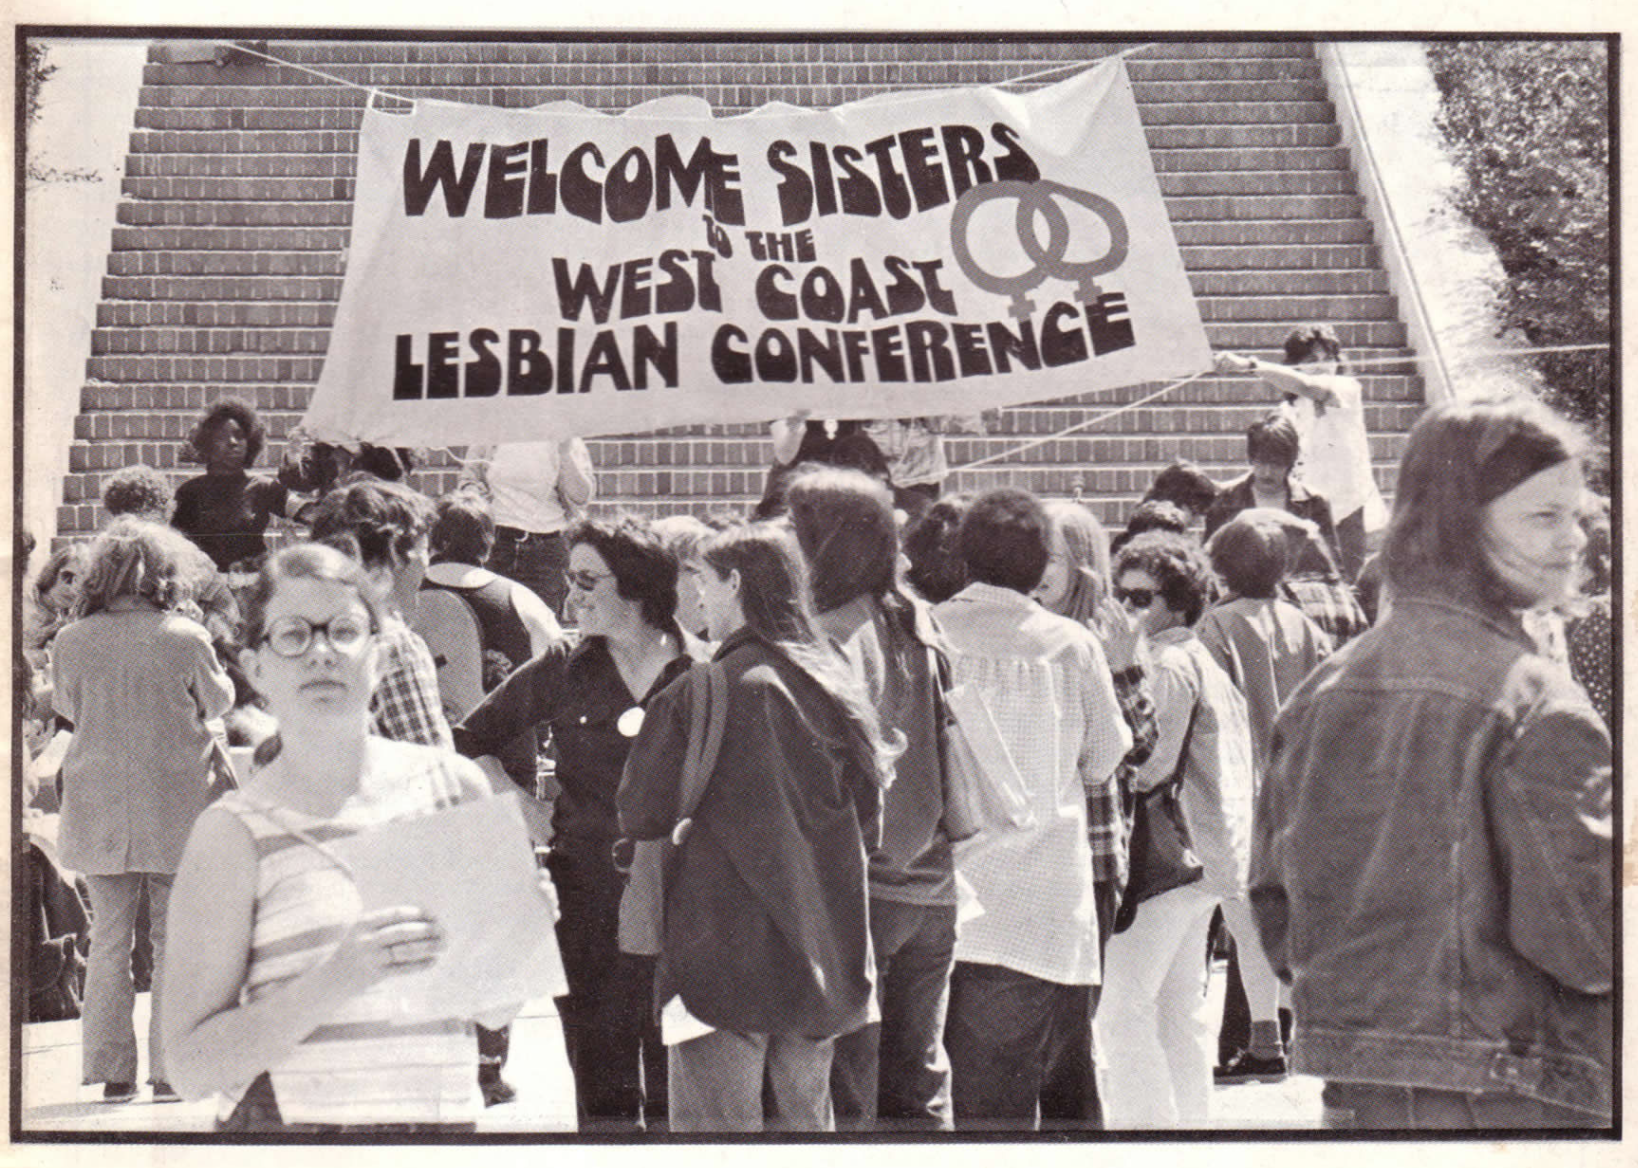 WELCOME SISTERS
TO THE
WEST COAST
LESBIAN CONFERENCE